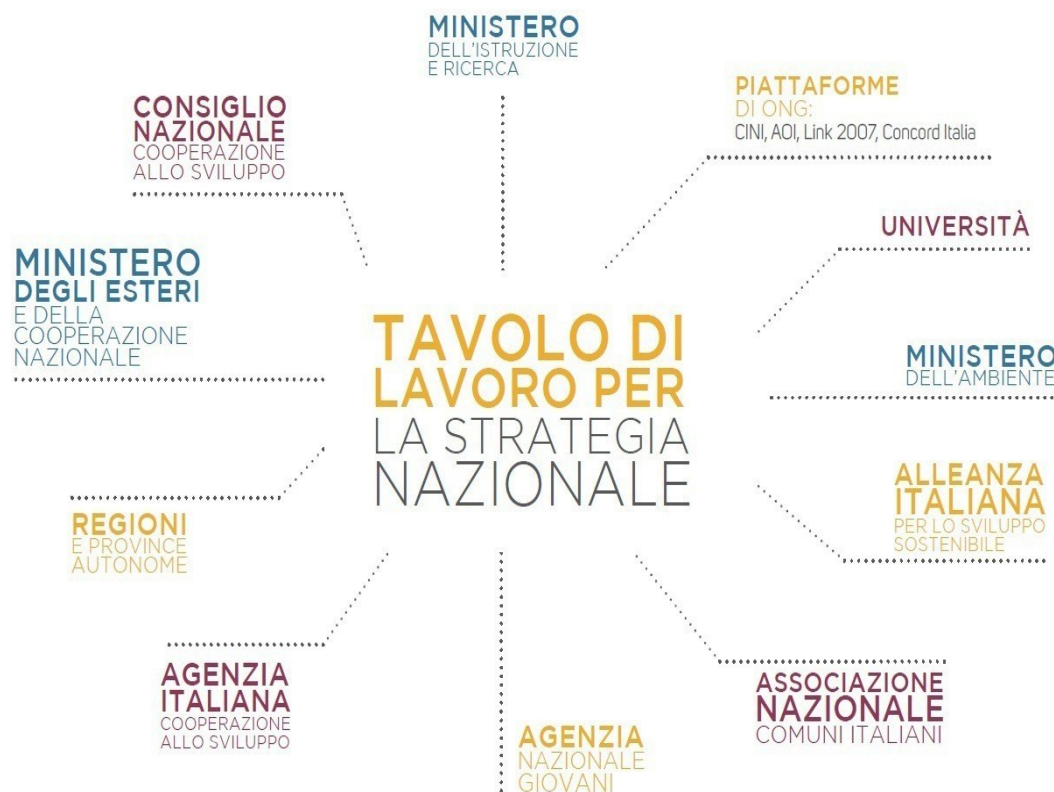 MINISTERO
DELL'ISTRUZIONE
E RICERCA
PIATTAFORME
DI ONG:
CINI, AOI, Link 2007, Concord Italia
CONSIGLIO
NAZIONALE
COOPERAZIONE
ALLO SVILUPPO
UNIVERSITÀ
MINISTERO
DEGLI ESTERI
E DELLA
COOPERAZIONE
NAZIONALE
TAVOLO DI
LAVORO PER
LA STRATEGIA
NAZIONALE
MINISTERO
DELL'AMBIENTE
ALLEANZA
ITALIANA
PER LO SVILUPPO
SOSTENIBILE
REGIONI
E PROVINCE
AUTONOME
AGENZIA
ITALIANA
COOPERAZIONE
ALLO SVILUPPO
AGENZIA
NAZIONALE
GIOVANI
ASSOCIAZIONE
NAZIONALE
COMUNI ITALIANI